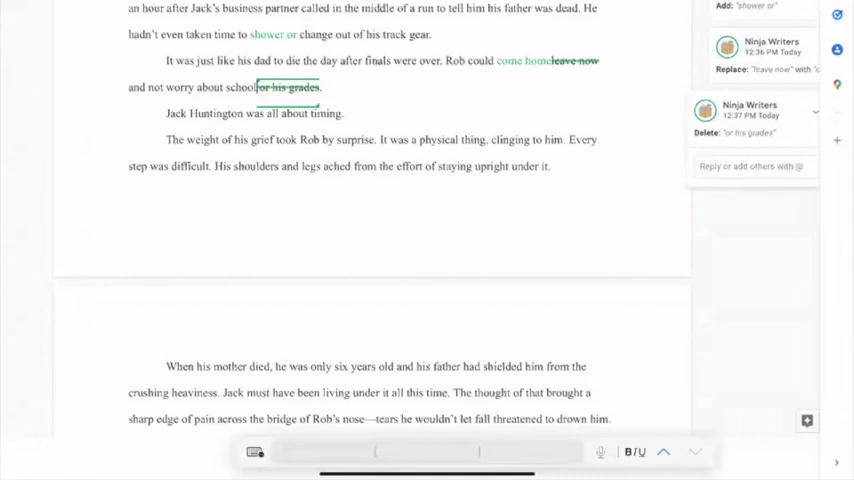 an hour after Jack's business partner called in the middle of a run to tell him his father was dead. He
hadn't even taken time to shower or change out of his track gear.
It was just like his dad to die the day after finals were over. Rob could come homeleave now
and not worry about schoolor his grades.
Jack Huntington was all about timing.
The weight of his grief took Rob by surprise. It was a physical thing, clinging to him. Every
step was difficult. His shoulders and legs ached from the effort of staying upright under it.
When his mother died, he was only six years old and his father had shielded him from the
crushing heaviness. Jack must have been living under it all this time. The thought of that brought a
sharp edge of pain across the bridge of Rob's nose—tears he wouldn't let fall threatened to drown him.
Add: "shower or"
Ninja Writers
12:36 PM Today
Replace: "leave now" with "c
Ninja Writers
12:37 PM Today
Delete: "or his grades"
Reply or add others with @
B I U